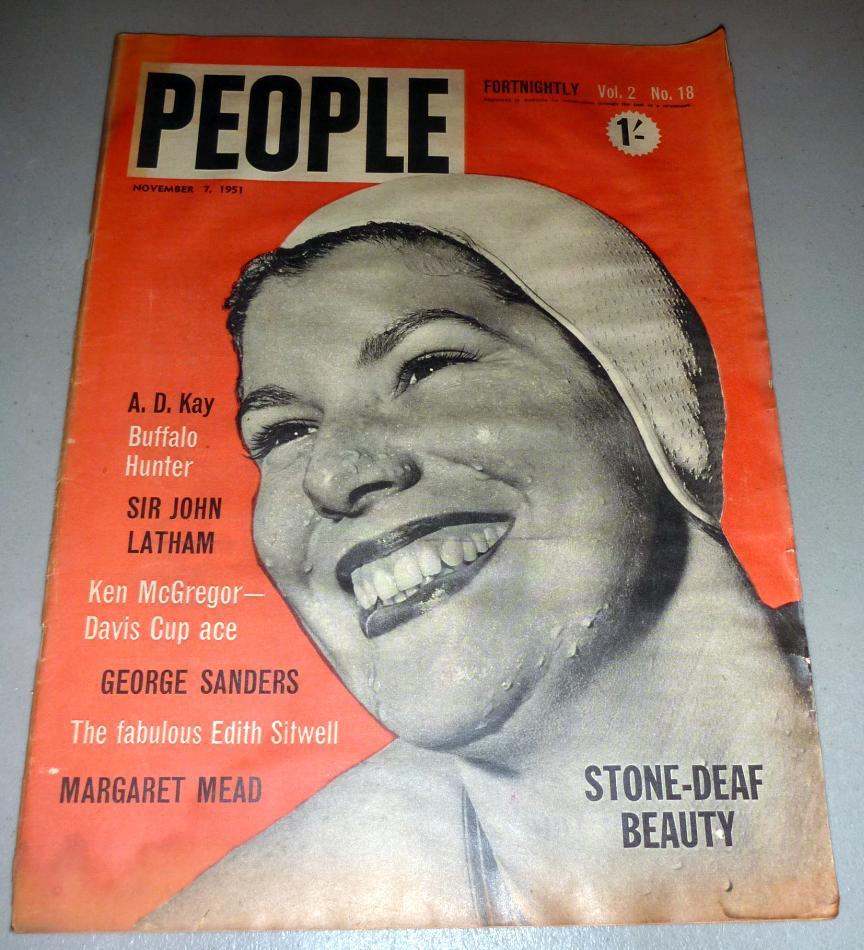 PEOPLE
FORTNIGHTLY Vol. 2 No. 18
1/-
NOVEMBER 7, 1951
A. D. Kay
Buffalo
Hunter
SIR JOHN
LATHAM
Ken McGregor—
Davis Cup ace
GEORGE SANDERS
The fabulous Edith Sitwell
MARGARET MEAD
STONE-DEAF
BEAUTY